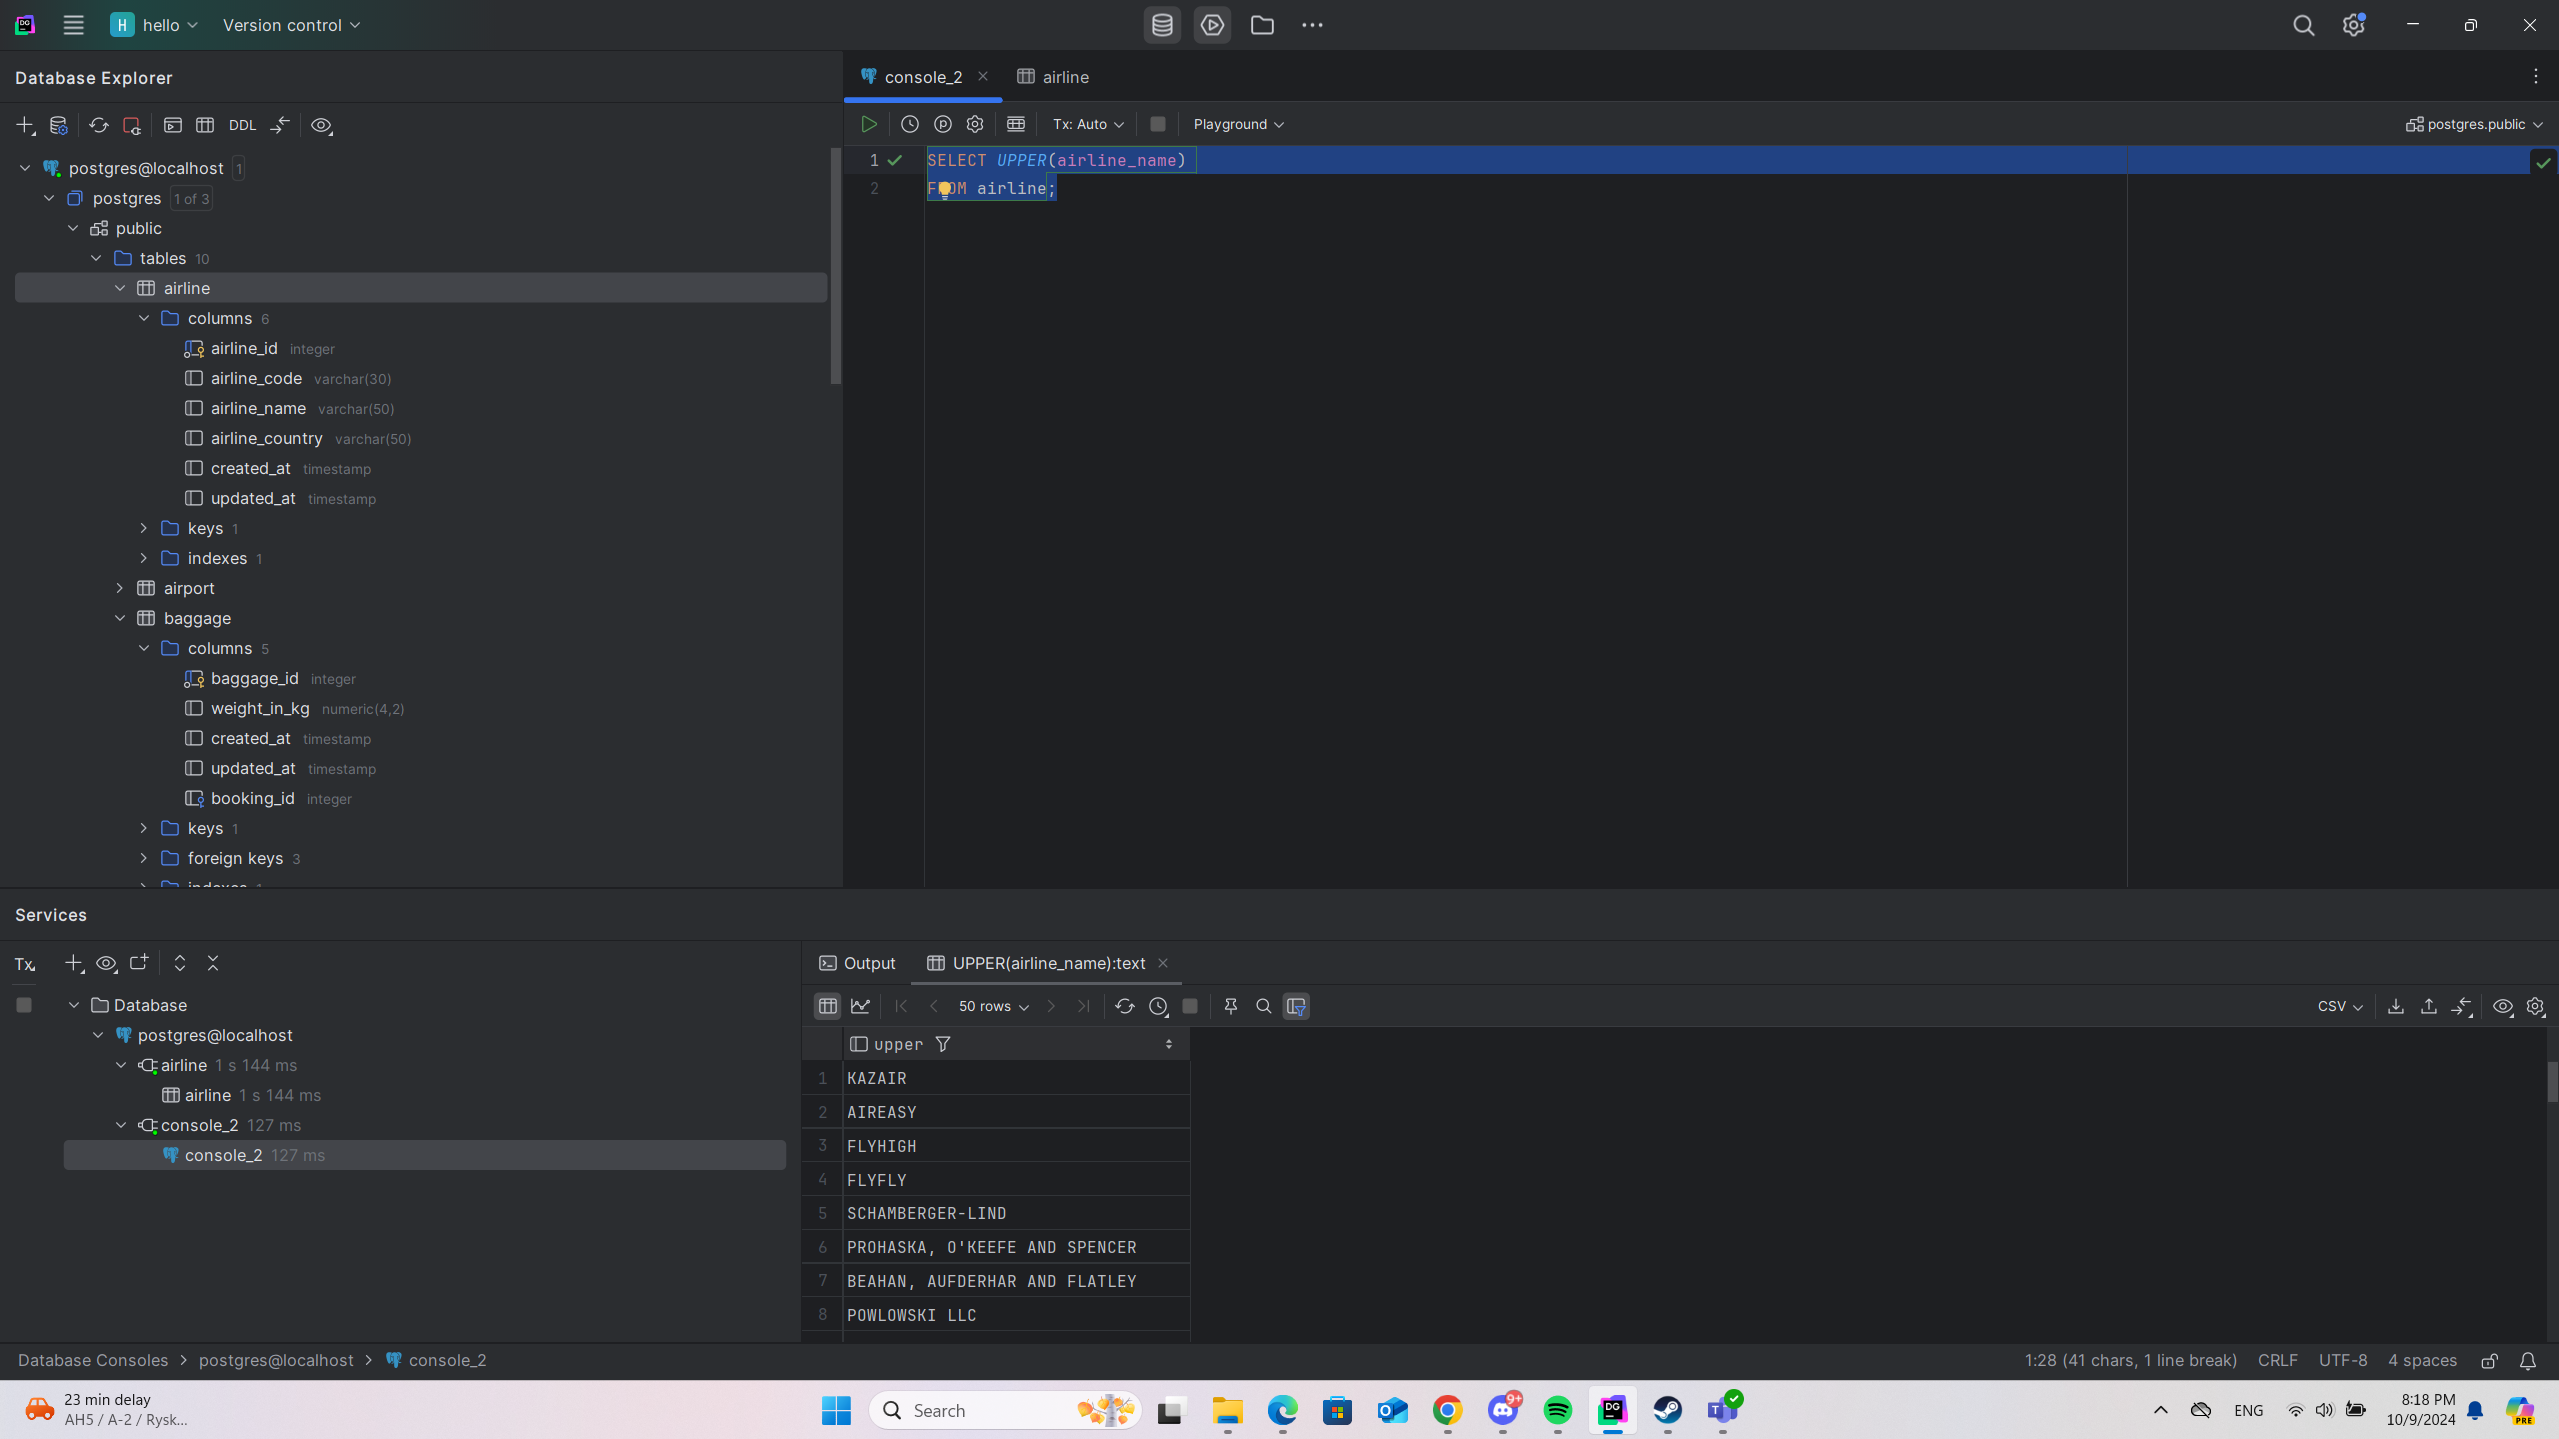 H hello Version control
Database Explorer
DDL
postgres@localhost 1
postgres 1 of 3
public
tables 10
airline
columns 6
airline_id integer
airline_code varchar(30)
airline_name varchar(50)
airline_country varchar(50)
created_at timestamp
updated_at timestamp
keys 1
indexes 1
airport
baggage
columns 5
baggage_id integer
weight_in_kg numeric(4,2)
created_at timestamp
updated_at timestamp
booking_id integer
keys 1
foreign keys 3
indexes 1
console_2 airline
Tx: Auto Playground postgres.public
1 SELECT UPPER(airline_name)
2 FROM airline;
Services
Tx
Database
postgres@localhost
airline 1 s 144 ms
airline 1 s 144 ms
console_2 127 ms
console_2 127 ms
Output UPPER(airline_name):text
50 rows CSV
upper
1 KAZAIR
2 AIREASY
3 FLYHIGH
4 FLYFLY
5 SCHAMBERGER-LIND
6 PROHASKA, O'KEEFE AND SPENCER
7 BEAHAN, AUFDERHAR AND FLATLEY
8 POWLOWSKI LLC
Database Consoles > postgres@localhost > console_2
1:28 (41 chars, 1 line break) CRLF UTF-8 4 spaces
23 min delay
AH5 / A-2 / Rysk...
Search
DG
9+
ENG
8:18 PM
10/9/2024
PRE